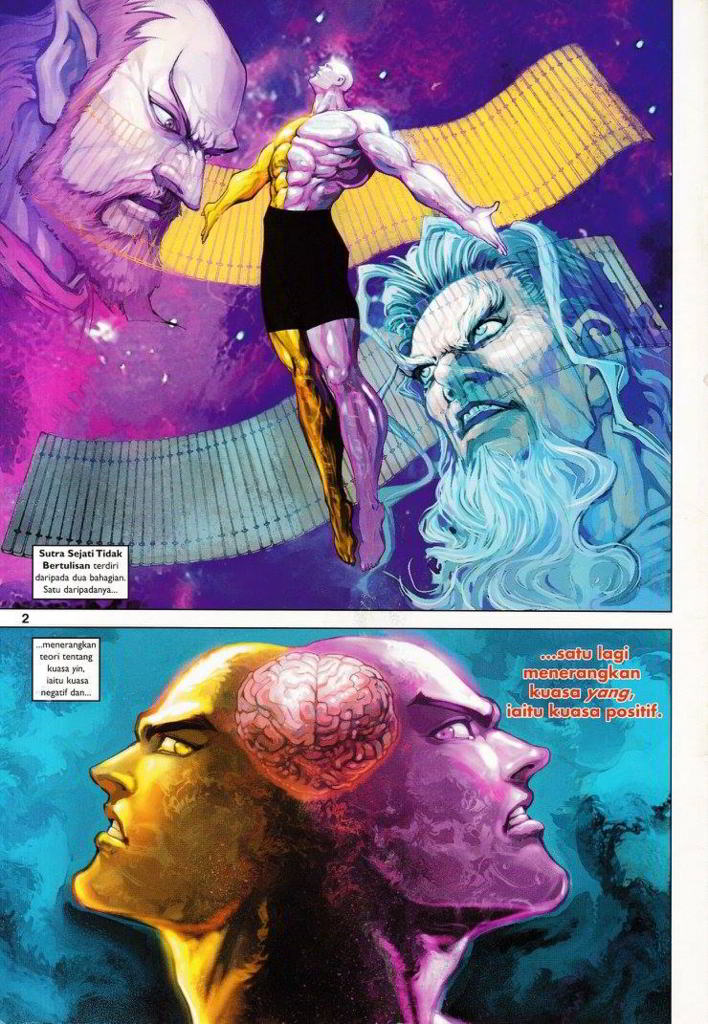 Sutra Sejati Tidak
Bertulisan terdiri
daripada dua bahagian.
Satu daripadanya...
2
...menerangkan
teori tentang
kuasa yin,
iaitu kuasa
negatif dan...
...satu lagi
menerangkan
kuasa yang,
iaitu kuasa positif.